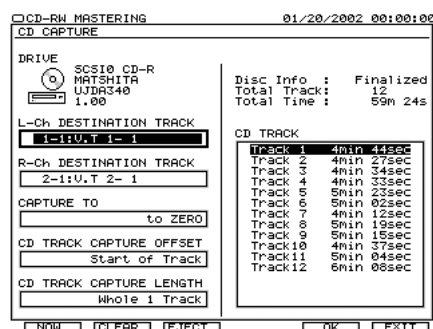 CD-RW MASTERING 01/20/2002 00:00:00
CD CAPTURE
DRIVE
SCSI0 CD-R
MATSHITA
UJDA340
1.00
Disc Info : Finalized
Total Track: 12
Total Time : 59m 24s
L-Ch DESTINATION TRACK
1-1:V.T 1- 1
R-Ch DESTINATION TRACK
2-1:V.T 2- 1
CAPTURE TO
to ZERO
CD TRACK CAPTURE OFFSET
Start of Track
CD TRACK CAPTURE LENGTH
Whole 1 Track
CD TRACK
Track 1 4min 44sec
Track 2 4min 27sec
Track 3 4min 34sec
Track 4 4min 33sec
Track 5 5min 23sec
Track 6 5min 02sec
Track 7 4min 12sec
Track 8 5min 19sec
Track 9 5min 15sec
Track10 4min 37sec
Track11 5min 04sec
Track12 6min 08sec
NOW CLEAR EJECT OK EXIT